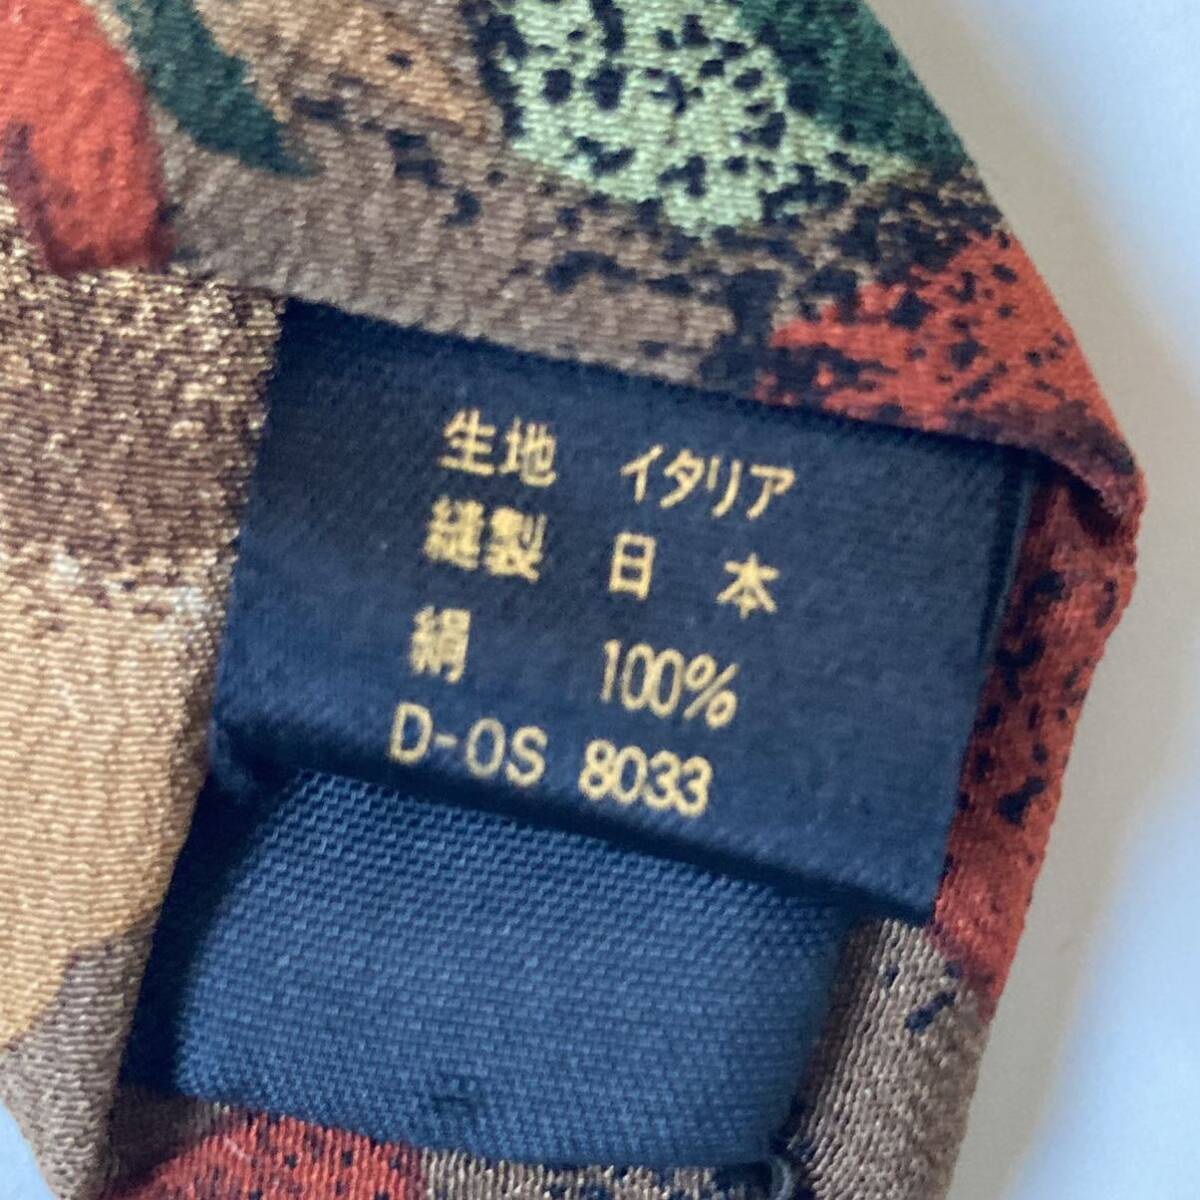 生地 イタリア
縫製 日 本
絹 100%
D-OS 8033